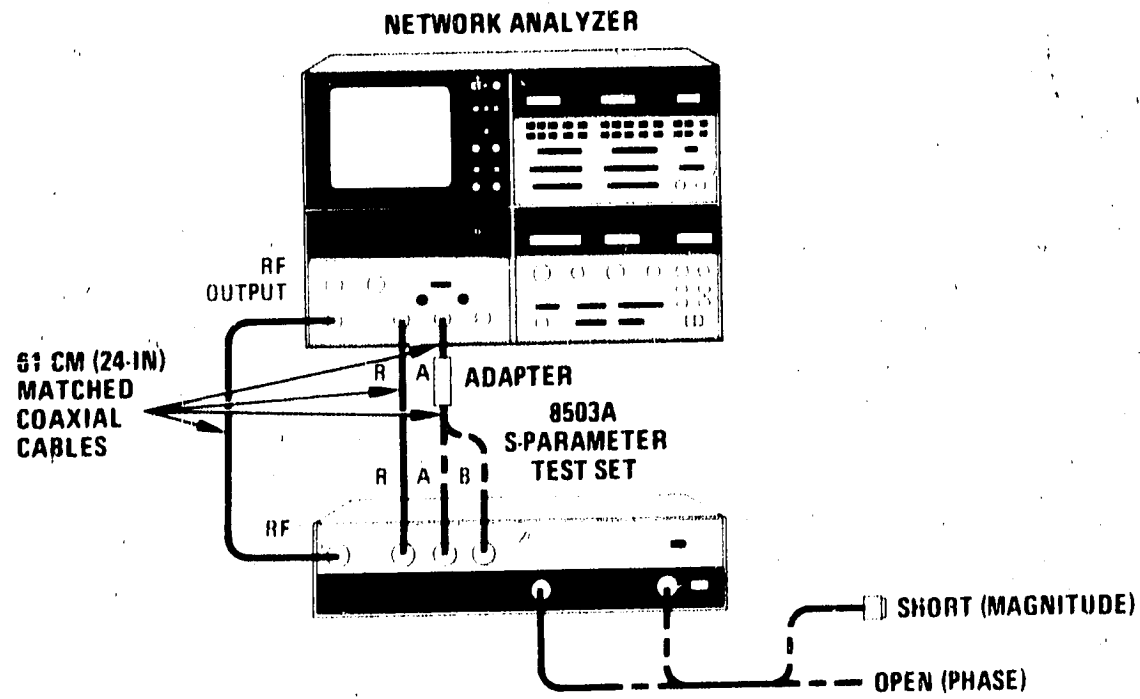 NETWORK ANALYZER
RF
OUTPUT
61 CM (24-IN)
MATCHED
COAXIAL
CABLES
R
A
ADAPTER
8503A
S-PARAMETER
TEST SET
R
A
B
RF
SHORT (MAGNITUDE)
OPEN (PHASE)